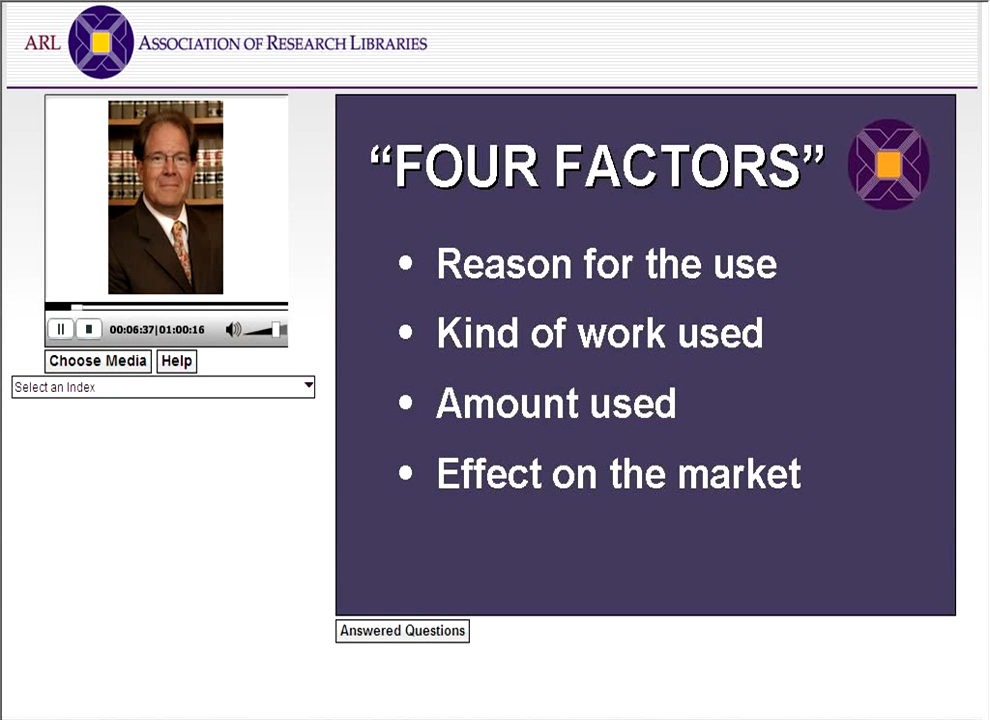 ARL ASSOCIATION OF RESEARCH LIBRARIES
00:06:37|01:00:16
Choose Media Help
Select an Index
“FOUR FACTORS”
• Reason for the use
• Kind of work used
• Amount used
• Effect on the market
Answered Questions